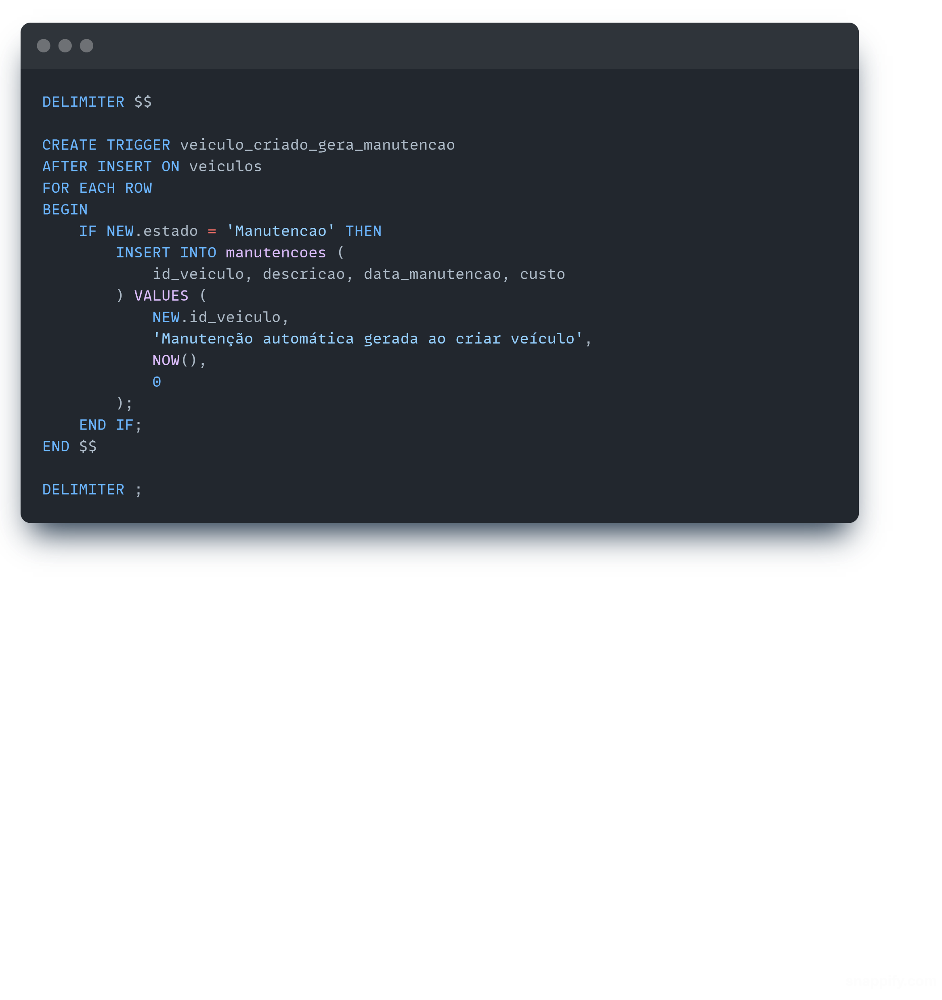 DELIMITER $$
CREATE TRIGGER veiculo_criado_gera_manutencao
AFTER INSERT ON veiculos
FOR EACH ROW
BEGIN
    IF NEW.estado = 'Manutencao' THEN
        INSERT INTO manutencoes (
            id_veiculo, descricao, data_manutencao, custo
        ) VALUES (
            NEW.id_veiculo,
            'Manutenção automática gerada ao criar veículo',
            NOW(),
            0
        );
    END IF;
END $$
DELIMITER ;